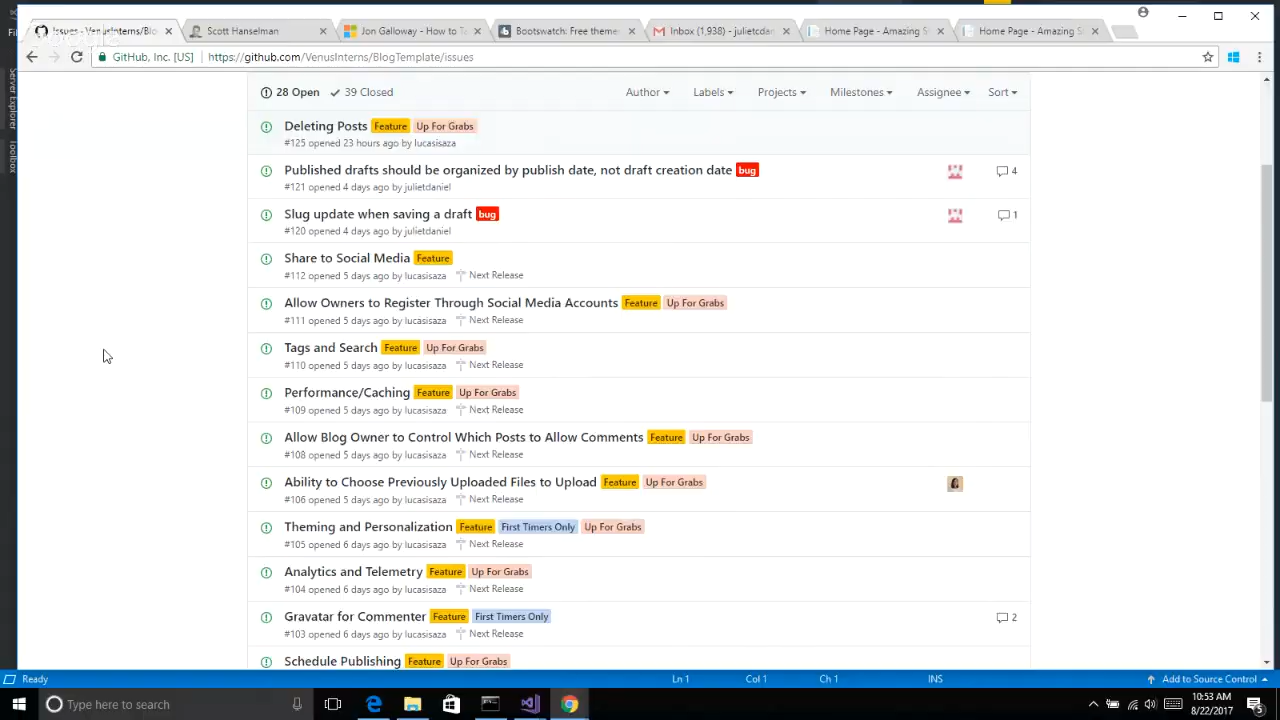 Issues · VenusInterns/Blo
Scott Hanselman
Jon Galloway - How to Ta
Bootswatch: Free theme
Inbox (1,938) - julietcda
Home Page - Amazing S
Home Page - Amazing S
GitHub, Inc. [US]
https://github.com/VenusInterns/BlogTemplate/issues
Server Explorer
Toolbox
28 Open 39 Closed
Author Labels Projects Milestones Assignee Sort
Deleting Posts Feature Up For Grabs
#125 opened 23 hours ago by lucasisaza
Published drafts should be organized by publish date, not draft creation date bug 4
#121 opened 4 days ago by julietdaniel
Slug update when saving a draft bug 1
#120 opened 4 days ago by julietdaniel
Share to Social Media Feature
#112 opened 5 days ago by lucasisaza Next Release
Allow Owners to Register Through Social Media Accounts Feature Up For Grabs
#111 opened 5 days ago by lucasisaza Next Release
Tags and Search Feature Up For Grabs
#110 opened 5 days ago by lucasisaza Next Release
Performance/Caching Feature Up For Grabs
#109 opened 5 days ago by lucasisaza Next Release
Allow Blog Owner to Control Which Posts to Allow Comments Feature Up For Grabs
#108 opened 5 days ago by lucasisaza Next Release
Ability to Choose Previously Uploaded Files to Upload Feature Up For Grabs
#106 opened 5 days ago by lucasisaza Next Release
Theming and Personalization Feature First Timers Only Up For Grabs
#105 opened 6 days ago by lucasisaza Next Release
Analytics and Telemetry Feature Up For Grabs
#104 opened 6 days ago by lucasisaza Next Release
Gravatar for Commenter Feature First Timers Only 2
#103 opened 6 days ago by lucasisaza Next Release
Schedule Publishing Feature Up For Grabs
Ready Ln 1 Col 1 Ch 1 INS Add to Source Control
Type here to search
10:53 AM
8/22/2017
5